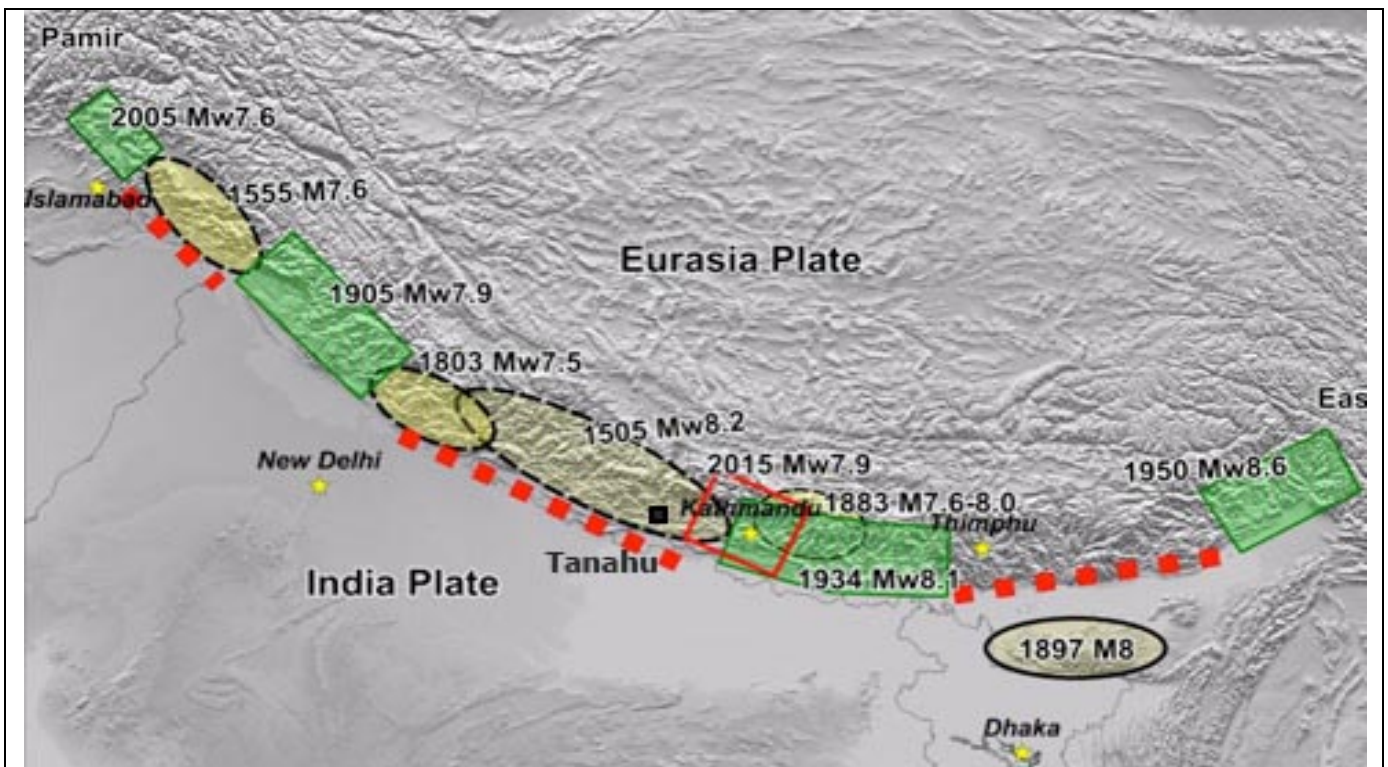 Pamir
2005 Mw7.6
Islamabad
1555 M7.6
Eurasia Plate
1905 Mw7.9
1803 Mw7.5
Eas
1505 Mw8.2
New Delhi
2015 Mw7.9
1950 Mw8.6
1883 M7.6-8.0
Kathmandu
Thimphu
Tanahu
India Plate
1934 Mw8.1
1897 M8
Dhaka